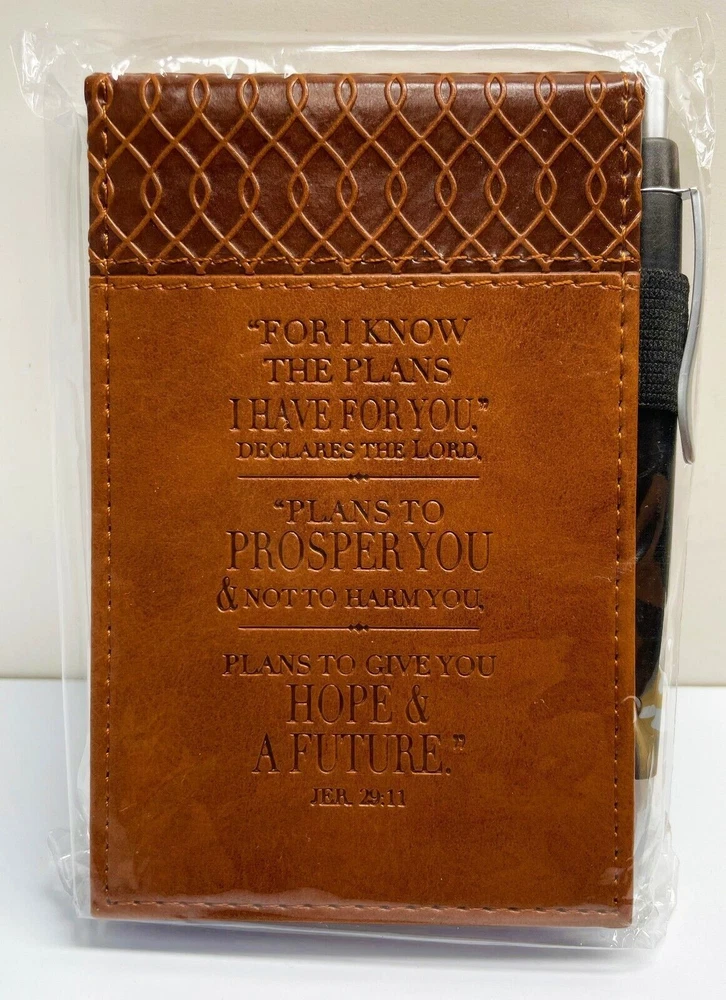 “FOR I KNOW
THE PLANS
I HAVE FOR YOU,”
DECLARES THE LORD,
“PLANS TO
PROSPER YOU
& NOT TO HARM YOU,
PLANS TO GIVE YOU
HOPE &
A FUTURE.”
JER. 29:11